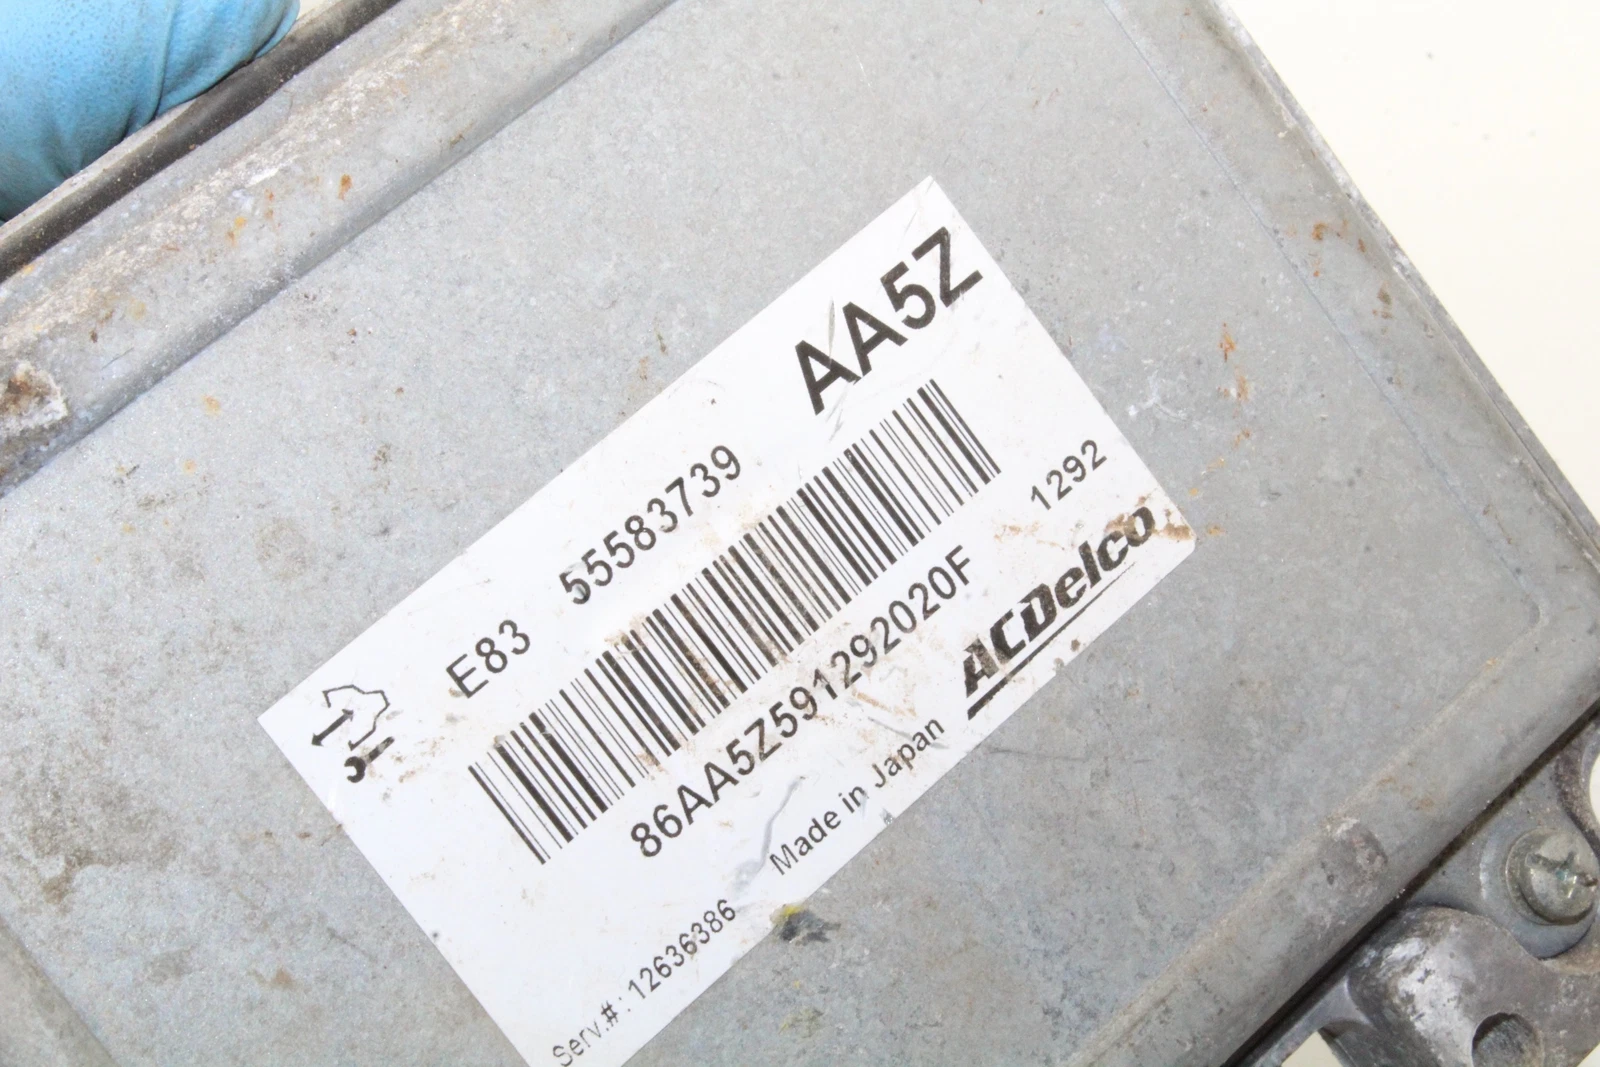 AA5Z
E83 55583739
1292
86AA5Z591292020F
ACDelco
Made in Japan
Serv.#: 12636386